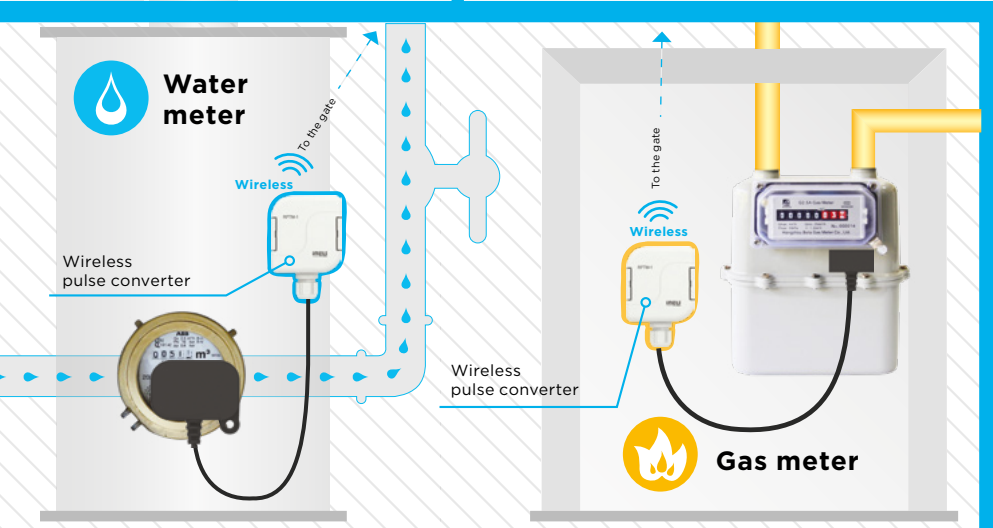 Water
meter
To the gate
Wireless
Wireless
pulse converter
ABB
m³
To the gate
Wireless
Wireless
pulse converter
Gas meter